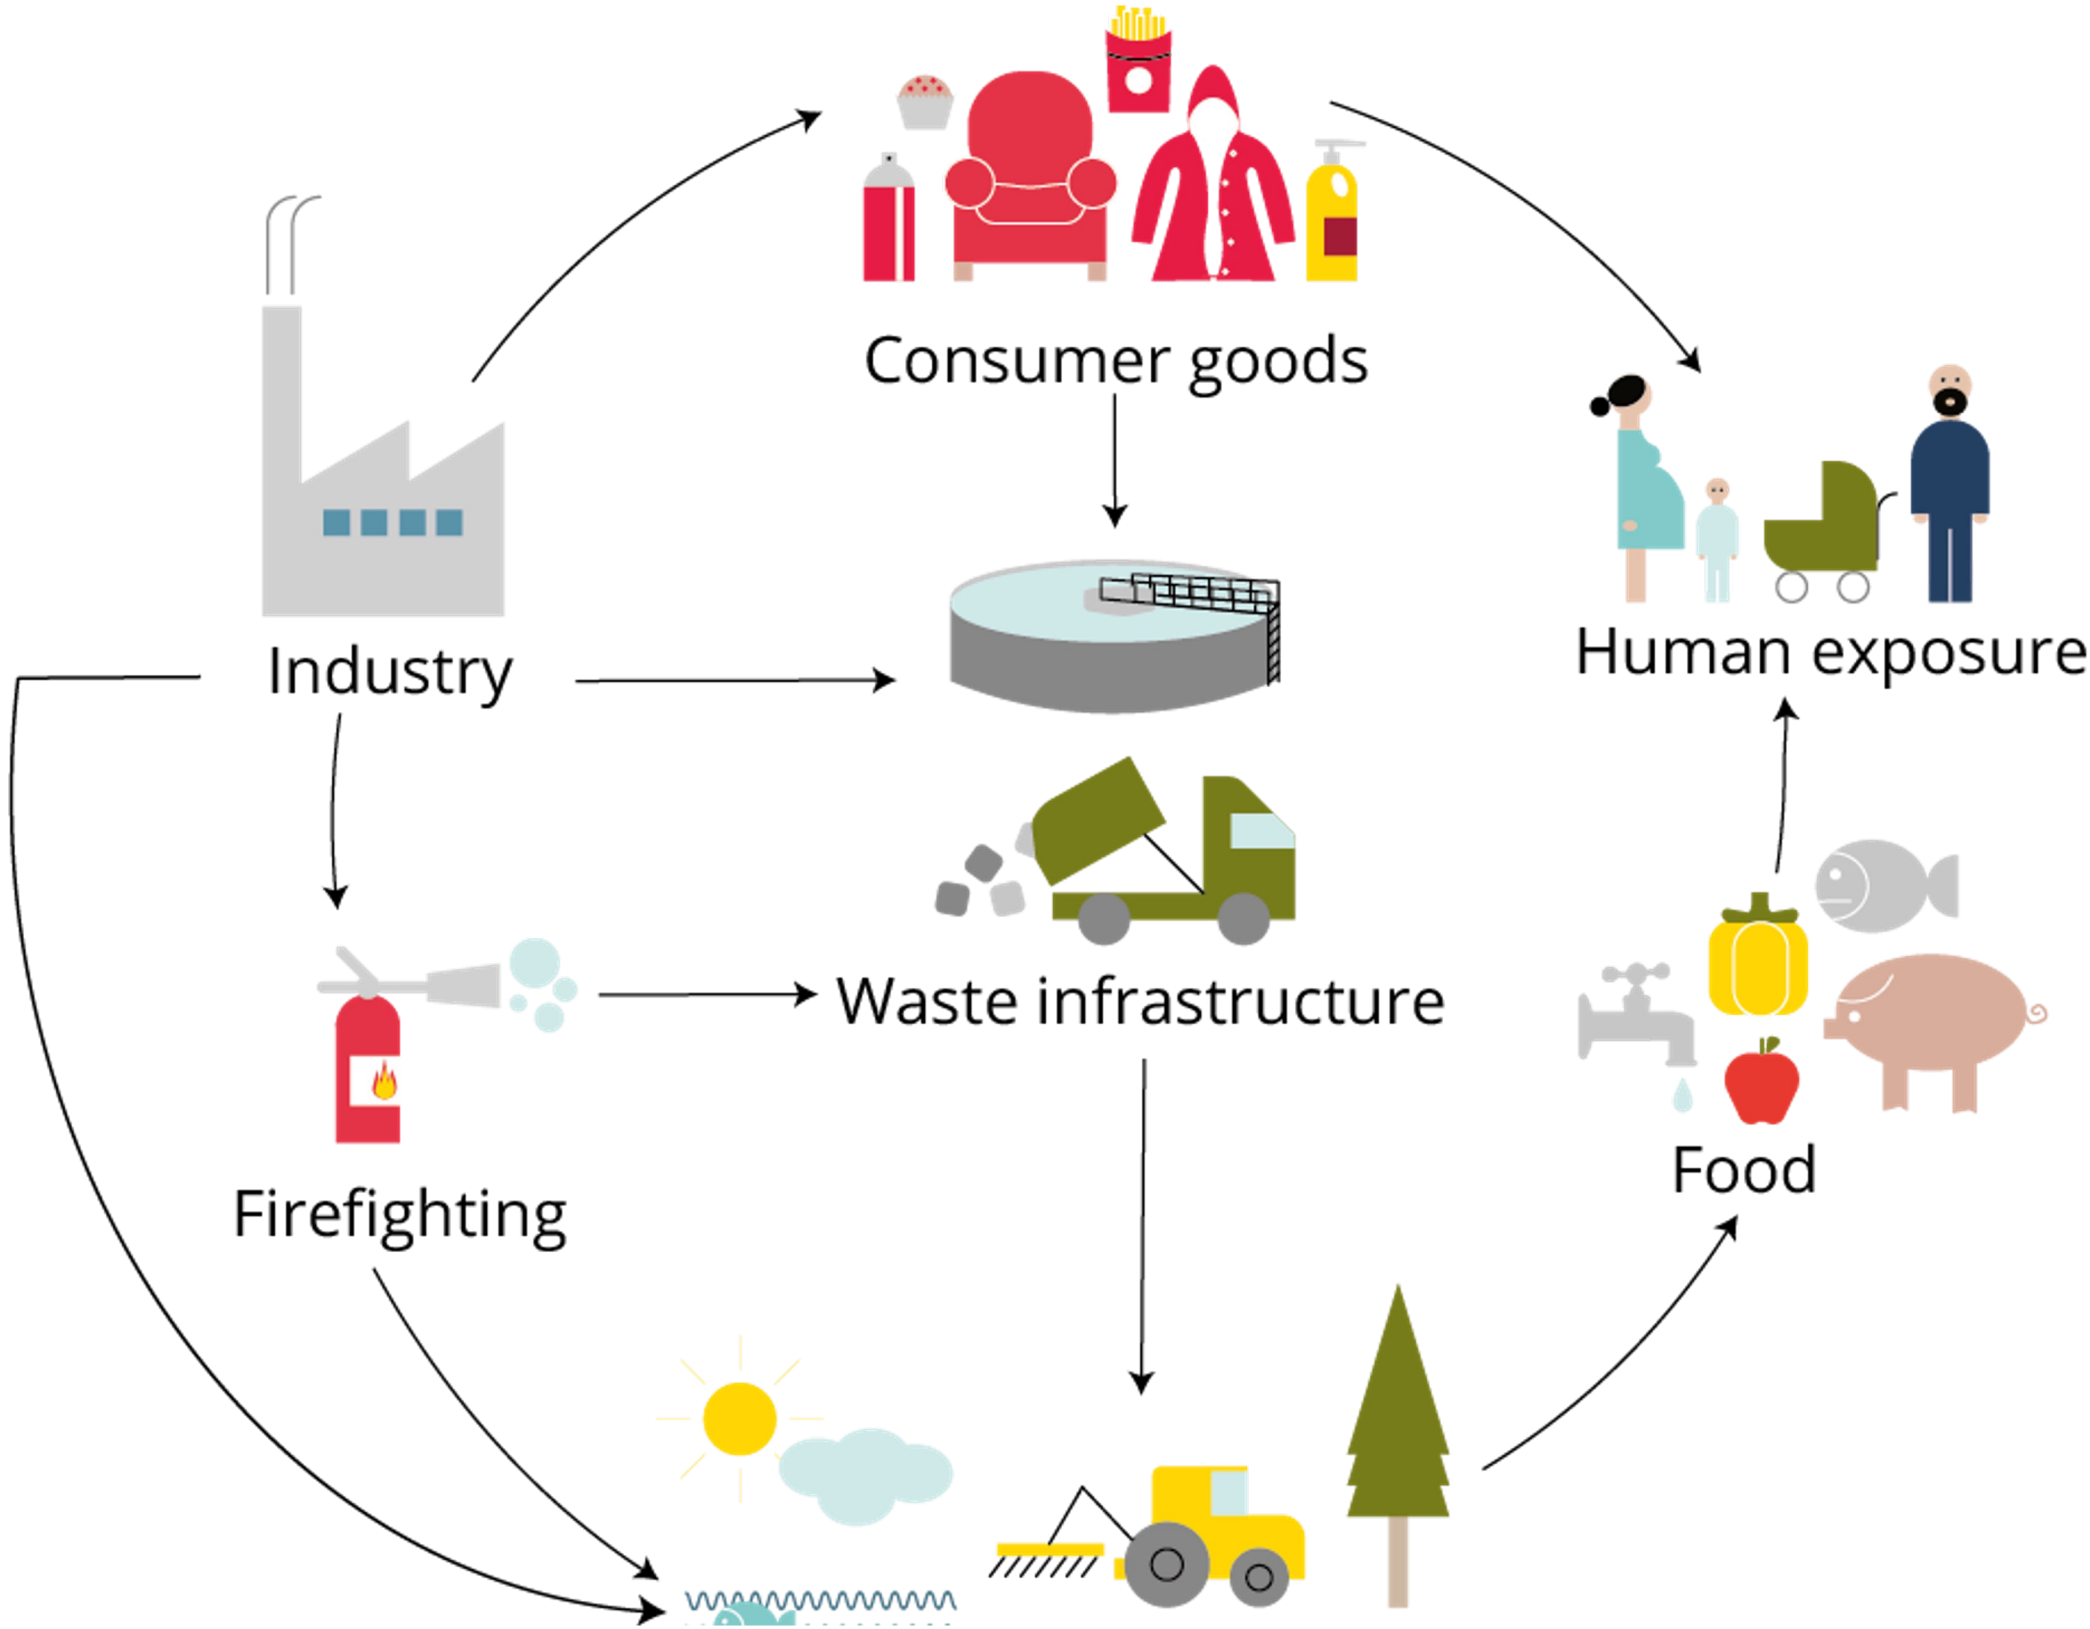 Consumer goods
Industry
Human exposure
Waste infrastructure
Firefighting
Food